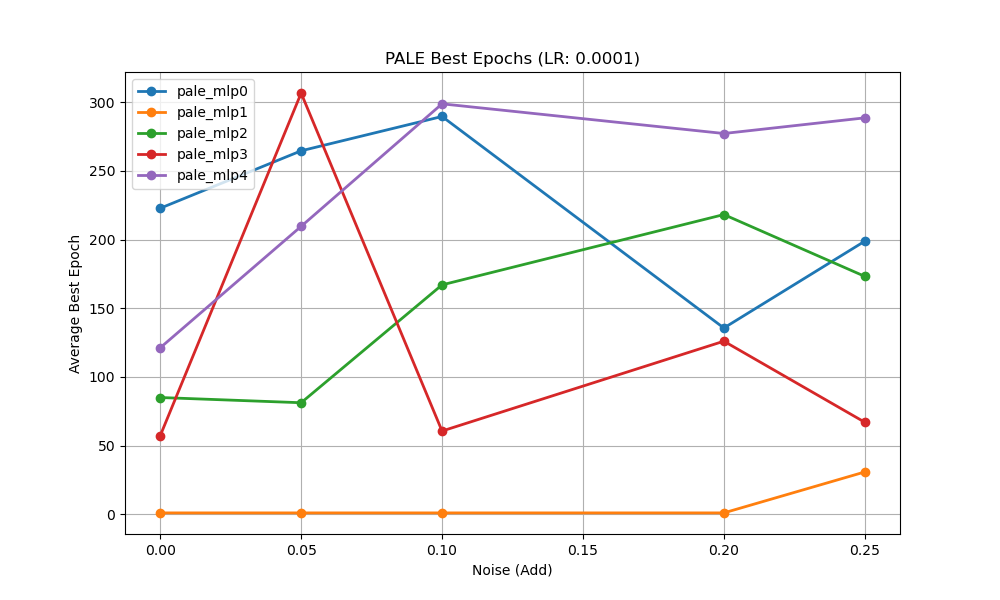 PALE Best Epochs (LR: 0.0001)
pale_mlp0
pale_mlp1
pale_mlp2
pale_mlp3
pale_mlp4
Average Best Epoch
300
250
200
150
100
50
0
0.00 0.05 0.10 0.15 0.20 0.25
Noise (Add)